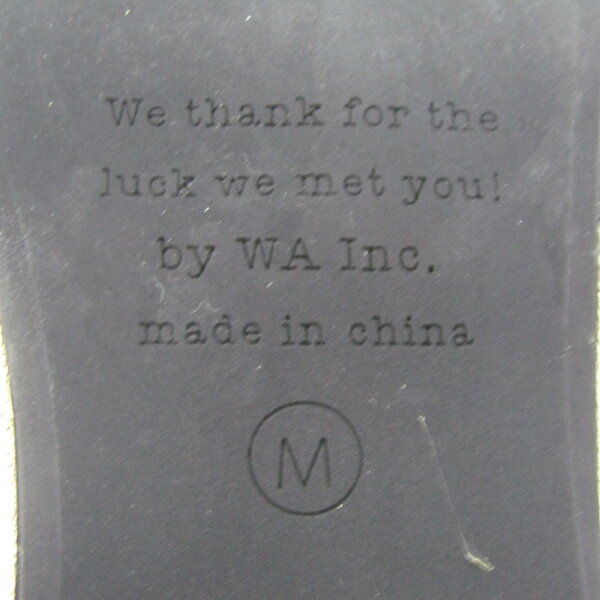 We thank for the
luck we met you!
by WA Inc.
made in china
M